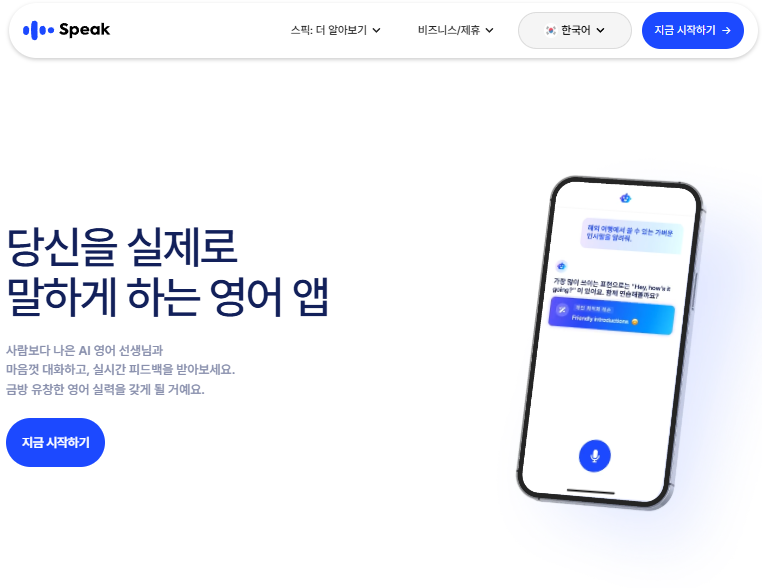 Speak
스픽: 더 알아보기
비즈니스/제휴
한국어
지금 시작하기 →
당신을 실제로
말하게 하는 영어 앱
사람보다 나은 AI 영어 선생님과
마음껏 대화하고, 실시간 피드백을 받아보세요.
금방 유창한 영어 실력을 갖게 될 거예요.
지금 시작하기
해외 여행에서 쓸 수 있는 가벼운
인사말을 알려줘.
가장 많이 쓰이는 표현으로는 "Hey, how's it
going?" 이 있어요. 함께 연습해볼까요?
Friendly Introductions